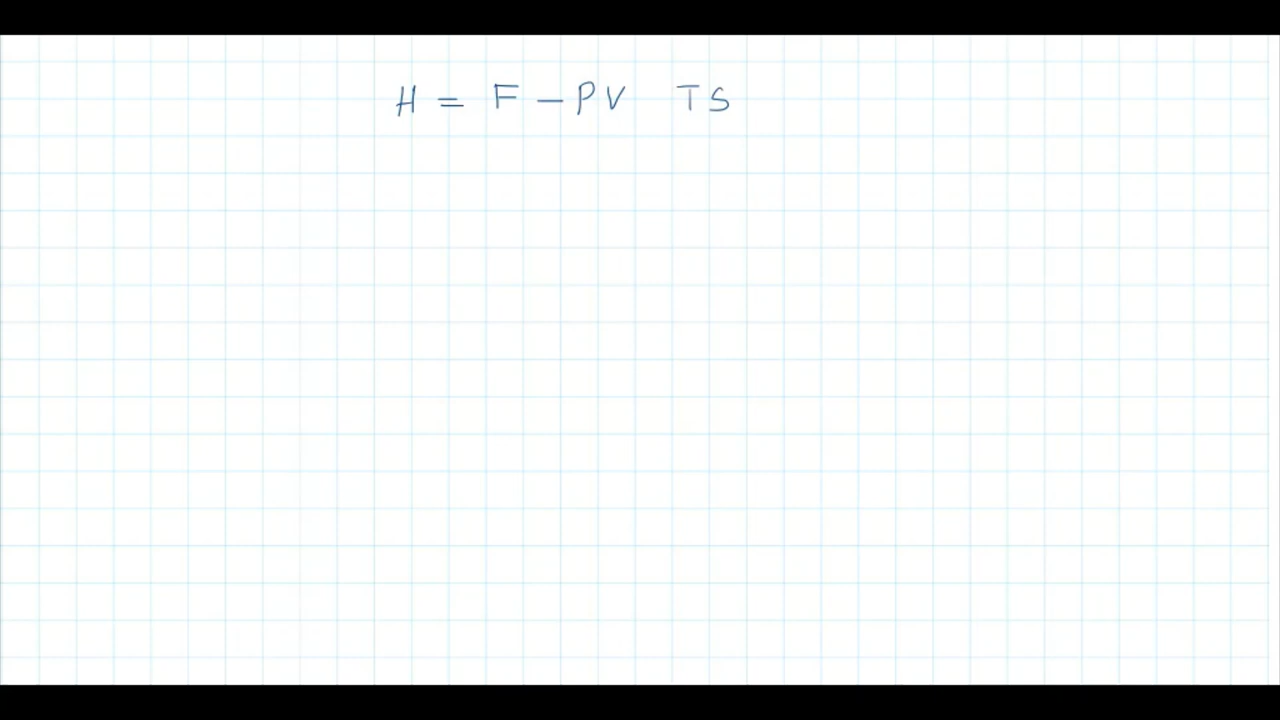 H = F - PV TS